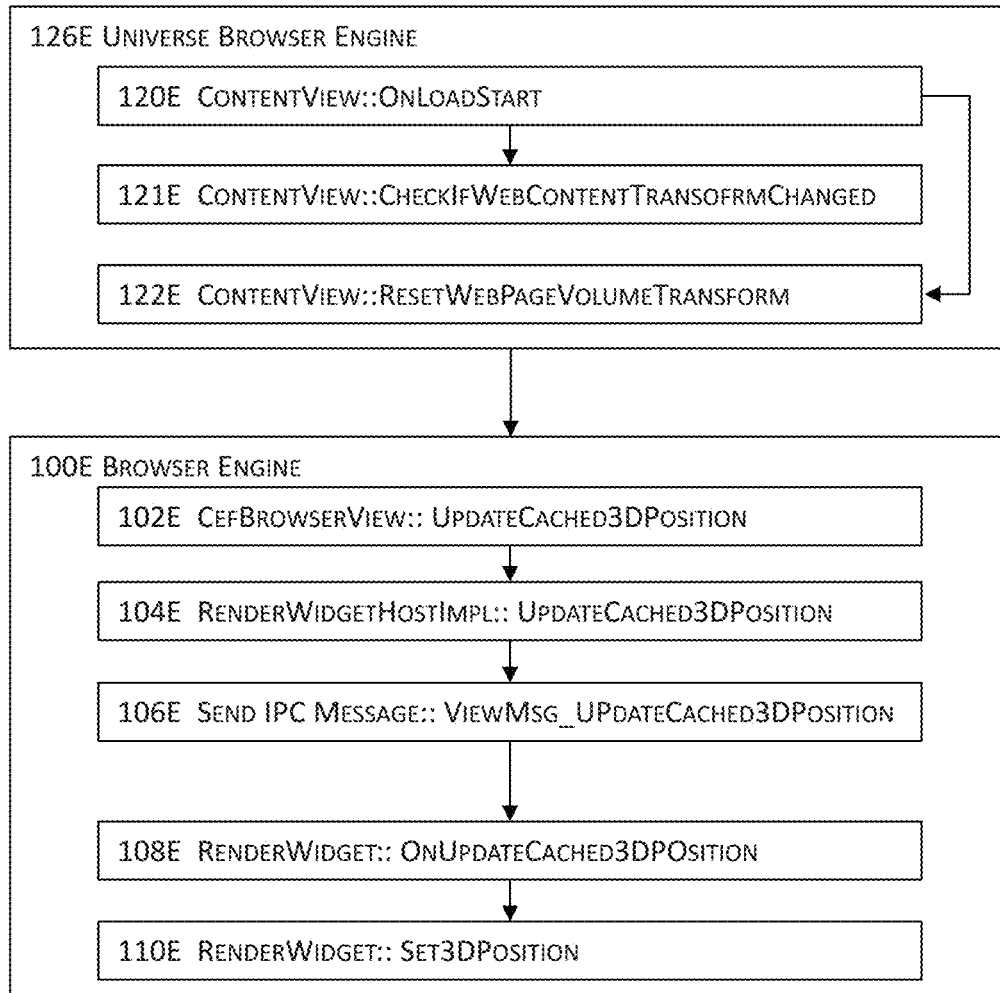 126E UNIVERSE BROWSER ENGINE
120E CONTENTVIEW::ONLOADSTART
121E CONTENTVIEW::CHECKIFWEBCONTENTTRANSOFRMCHANGED
122E CONTENTVIEW::RESETWEBPAGEVOLUMETRANSFORM
100E BROWSER ENGINE
102E CEFBROWSERVIEW:: UPDATECACHED3DPOSITION
104E RENDERWIDGETHOSTIMPL:: UPDATECACHED3DPOSITION
106E SEND IPC MESSAGE:: VIEWMSG_UPDATECACHED3DPOSITION
108E RENDERWIDGET:: ONUPDATECACHED3DPOSITION
110E RENDERWIDGET:: SET3DPOSITION